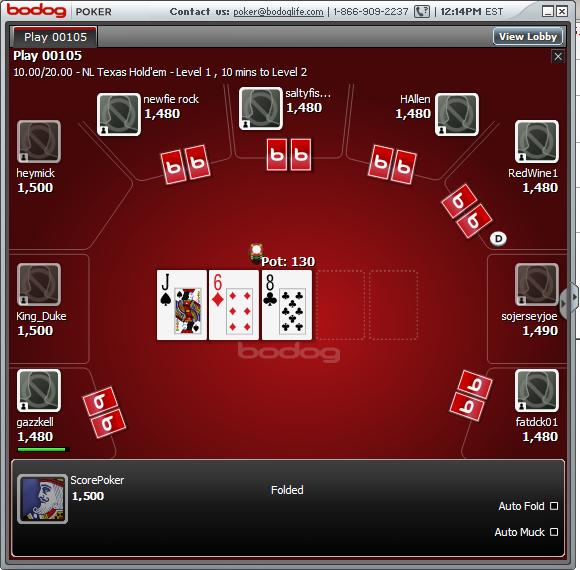 bodog POKER Contact us: poker@bodoglife.com | 1-866-909-2237 | 12:14PM EST
Play 00105 View Lobby
Play 00105
10.00/20.00 - NL Texas Hold'em - Level 1 , 10 mins to Level 2
newfie rock
1,480
saltyfis...
1,480
HAllen
1,480
heymick
1,500
RedWine1
1,480
D
Pot: 130
J 6 8
King_Duke
1,500
sojerseyjoe
1,490
bodog
gazzkell
1,480
fatdck01
1,480
ScorePoker
1,500
Folded
Auto Fold
Auto Muck